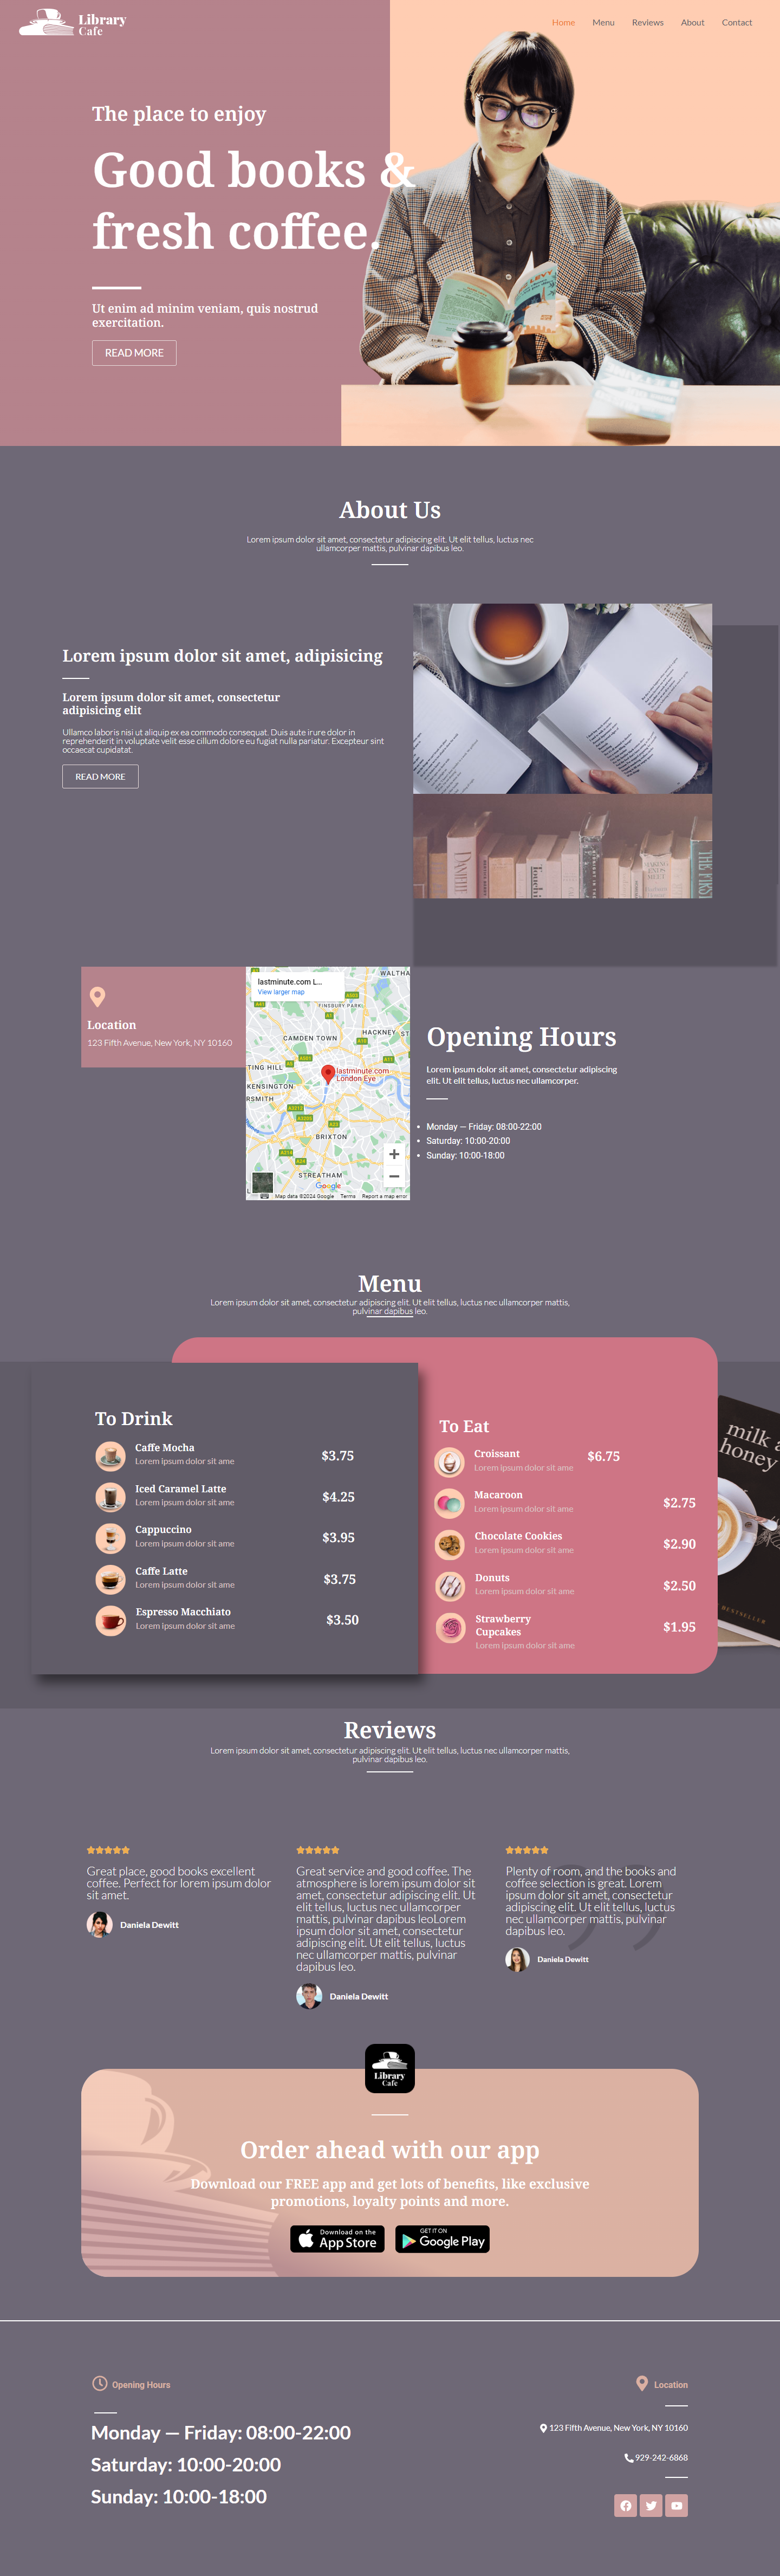 Library
Cafe
Home
Menu
Reviews
About
Contact
The place to enjoy
Good books &
fresh coffee.
Ut enim ad minim veniam, quis nostrud
exercitation.
READ MORE
About Us
Lorem ipsum dolor sit amet, consectetur adipiscing elit. Ut elit tellus, luctus nec
ullamcorper mattis, pulvinar dapibus leo.
Lorem ipsum dolor sit amet, adipisicing
Lorem ipsum dolor sit amet, consectetur
adipisicing elit
Ullamco laboris nisi ut aliquip ex ea commodo consequat. Duis aute irure dolor in
reprehenderit in voluptate velit esse cillum dolore eu fugiat nulla pariatur. Excepteur sint
occaecat cupidatat.
READ MORE
DANTE
MAKING
ENDS
MEET
THE FIRST
Location
123 Fifth Avenue, New York, NY 10160
lastminute.com L...
View larger map
WALTHA
FINSBURY PARK
CAMDEN TOWN
HACKNEY
ST
TING HILL
lastminute.com
London Eye
KENSINGTON
RSMITH
BRIXTON
STREATHAM
Google
Map data ©2024 Google
Terms
Report a map error
Opening Hours
Lorem ipsum dolor sit amet, consectetur adipiscing
elit. Ut elit tellus, luctus nec ullamcorper.
• Monday — Friday: 08:00-22:00
• Saturday: 10:00-20:00
• Sunday: 10:00-18:00
Menu
Lorem ipsum dolor sit amet, consectetur adipiscing elit. Ut elit tellus, luctus nec ullamcorper mattis,
pulvinar dapibus leo.
To Drink
Caffe Mocha
Lorem ipsum dolor sit ame
$3.75
Iced Caramel Latte
Lorem ipsum dolor sit ame
$4.25
Cappuccino
Lorem ipsum dolor sit ame
$3.95
Caffe Latte
Lorem ipsum dolor sit ame
$3.75
Espresso Macchiato
Lorem ipsum dolor sit ame
$3.50
To Eat
Croissant
Lorem ipsum dolor sit ame
$6.75
Macaroon
Lorem ipsum dolor sit ame
$2.75
Chocolate Cookies
Lorem ipsum dolor sit ame
$2.90
Donuts
Lorem ipsum dolor sit ame
$2.50
Strawberry
Cupcakes
Lorem ipsum dolor sit ame
$1.95
milk a
honey
BESTSELLER
Reviews
Lorem ipsum dolor sit amet, consectetur adipiscing elit. Ut elit tellus, luctus nec ullamcorper mattis,
pulvinar dapibus leo.
Great place, good books excellent
coffee. Perfect for lorem ipsum dolor
sit amet.
Daniela Dewitt
Great service and good coffee. The
atmosphere is lorem ipsum dolor sit
amet, consectetur adipiscing elit. Ut
elit tellus, luctus nec ullamcorper
mattis, pulvinar dapibus leoLorem
ipsum dolor sit amet, consectetur
adipiscing elit. Ut elit tellus, luctus
nec ullamcorper mattis, pulvinar
dapibus leo.
Daniela Dewitt
Plenty of room, and the books and
coffee selection is great. Lorem
ipsum dolor sit amet, consectetur
adipiscing elit. Ut elit tellus, luctus
nec ullamcorper mattis, pulvinar
dapibus leo.
Daniela Dewitt
Library
Cafe
Order ahead with our app
Download our FREE app and get lots of benefits, like exclusive
promotions, loyalty points and more.
Download on the
App Store
GET IT ON
Google Play
Opening Hours
Monday — Friday: 08:00-22:00
Saturday: 10:00-20:00
Sunday: 10:00-18:00
Location
123 Fifth Avenue, New York, NY 10160
929-242-6868